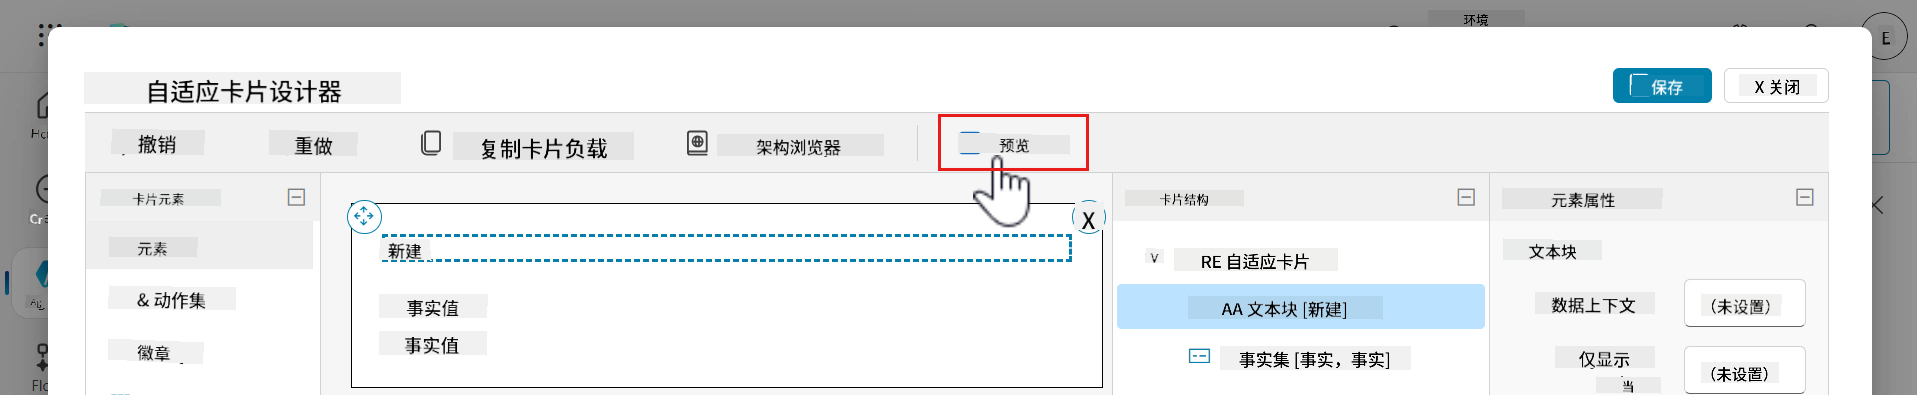 环境
E
自适应卡片设计器
保存
X 关闭
撤销
重做
复制卡片负载
架构浏览器
预览
卡片元素
卡片结构
元素属性
X
元素
新建
文本块
RE 自适应卡片
& 动作集
事实值
AA 文本块 [新建]
数据上下文
(未设置)
徽章
事实值
事实集 [事实，事实]
仅显示
当
(未设置)